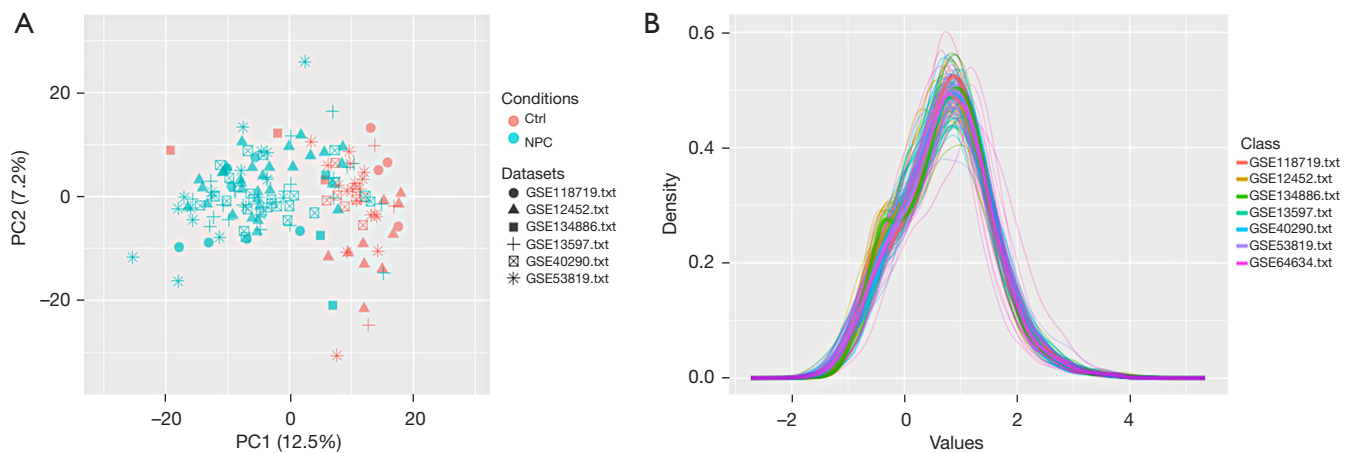 A
20
0
−20
−20
0
20
PC2 (7.2%)
PC1 (12.5%)
Conditions
Ctrl
NPC
Datasets
GSE118719.txt
GSE12452.txt
GSE134886.txt
GSE13597.txt
GSE40290.txt
GSE53819.txt
B
0.6
0.4
0.2
0.0
−2
0
2
4
Density
Values
Class
GSE118719.txt
GSE12452.txt
GSE134886.txt
GSE13597.txt
GSE40290.txt
GSE53819.txt
GSE64634.txt